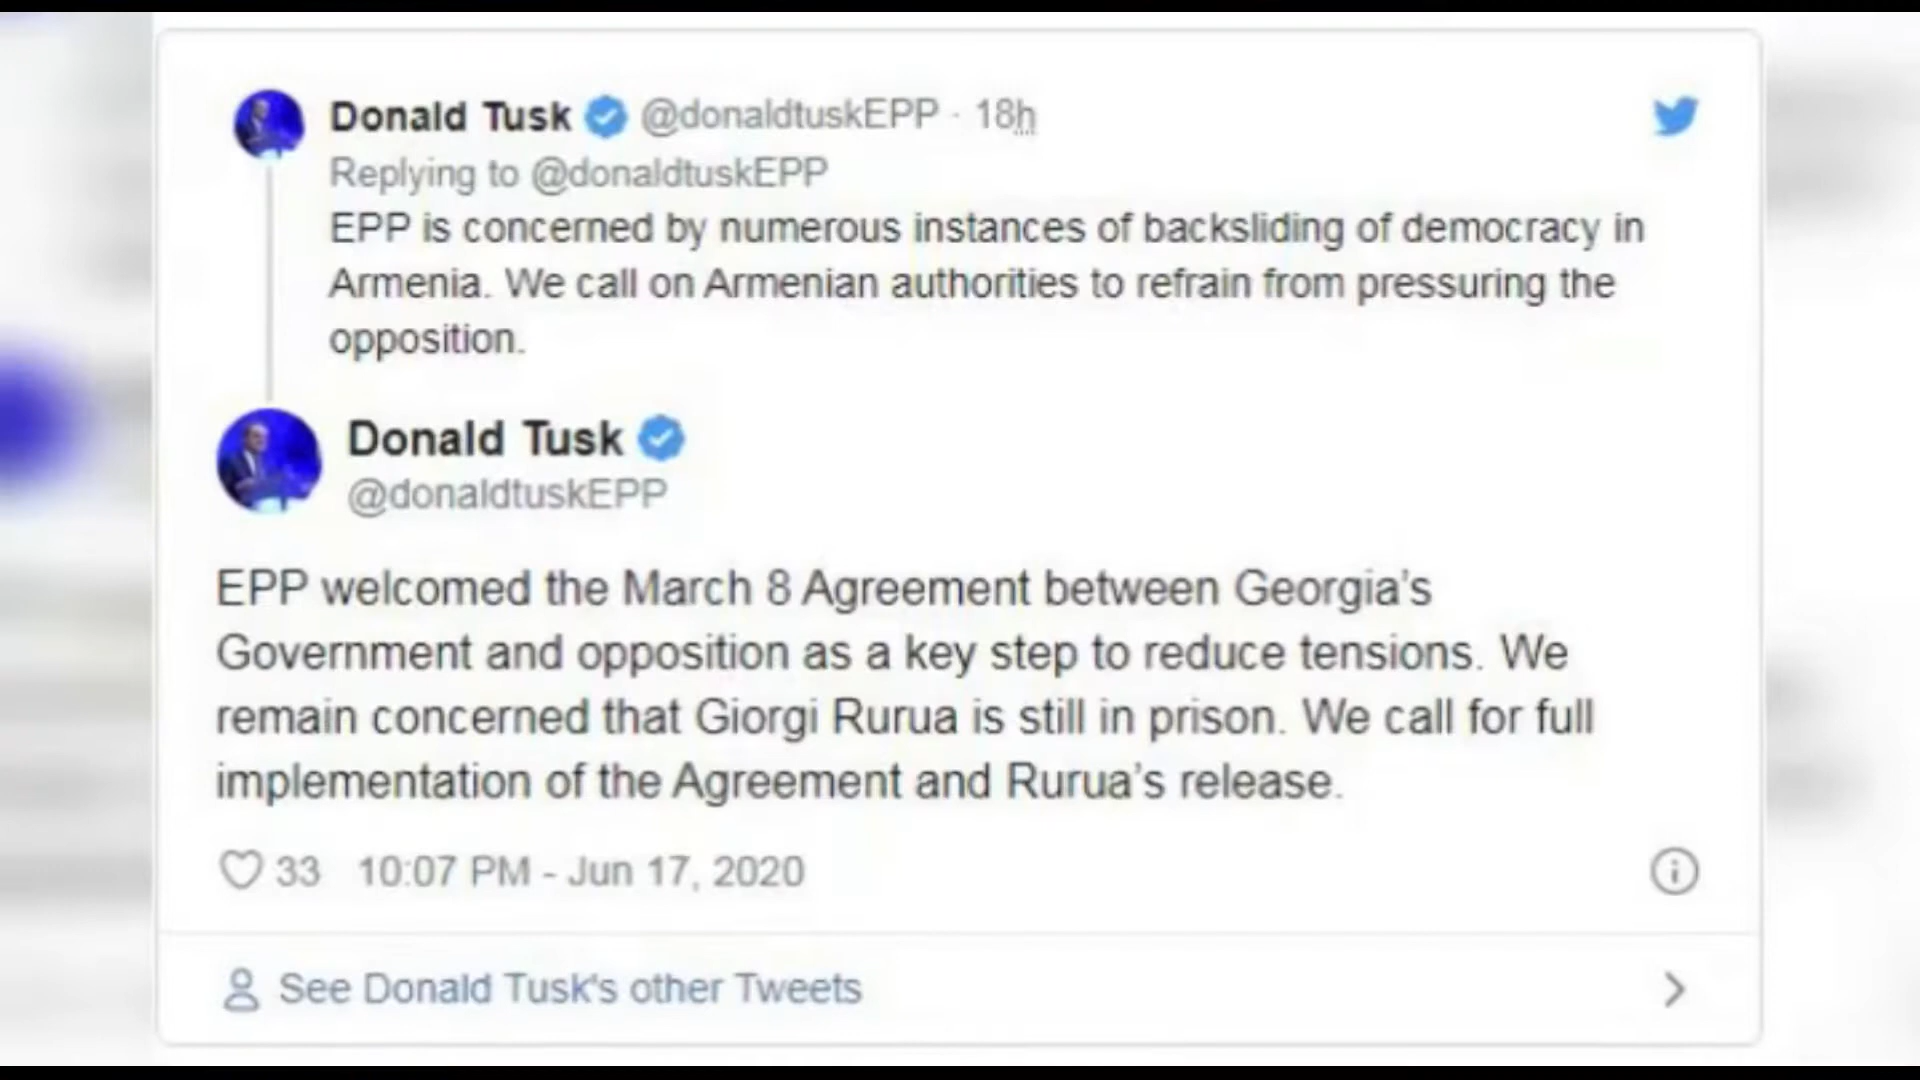 Donald Tusk @donaldtuskEPP · 18h
Replying to @donaldtuskEPP
EPP is concerned by numerous instances of backsliding of democracy in
Armenia. We call on Armenian authorities to refrain from pressuring the
opposition.
Donald Tusk
@donaldtuskEPP
EPP welcomed the March 8 Agreement between Georgia's
Government and opposition as a key step to reduce tensions. We
remain concerned that Giorgi Rurua is still in prison. We call for full
implementation of the Agreement and Rurua's release.
33 10:07 PM - Jun 17, 2020
See Donald Tusk's other Tweets